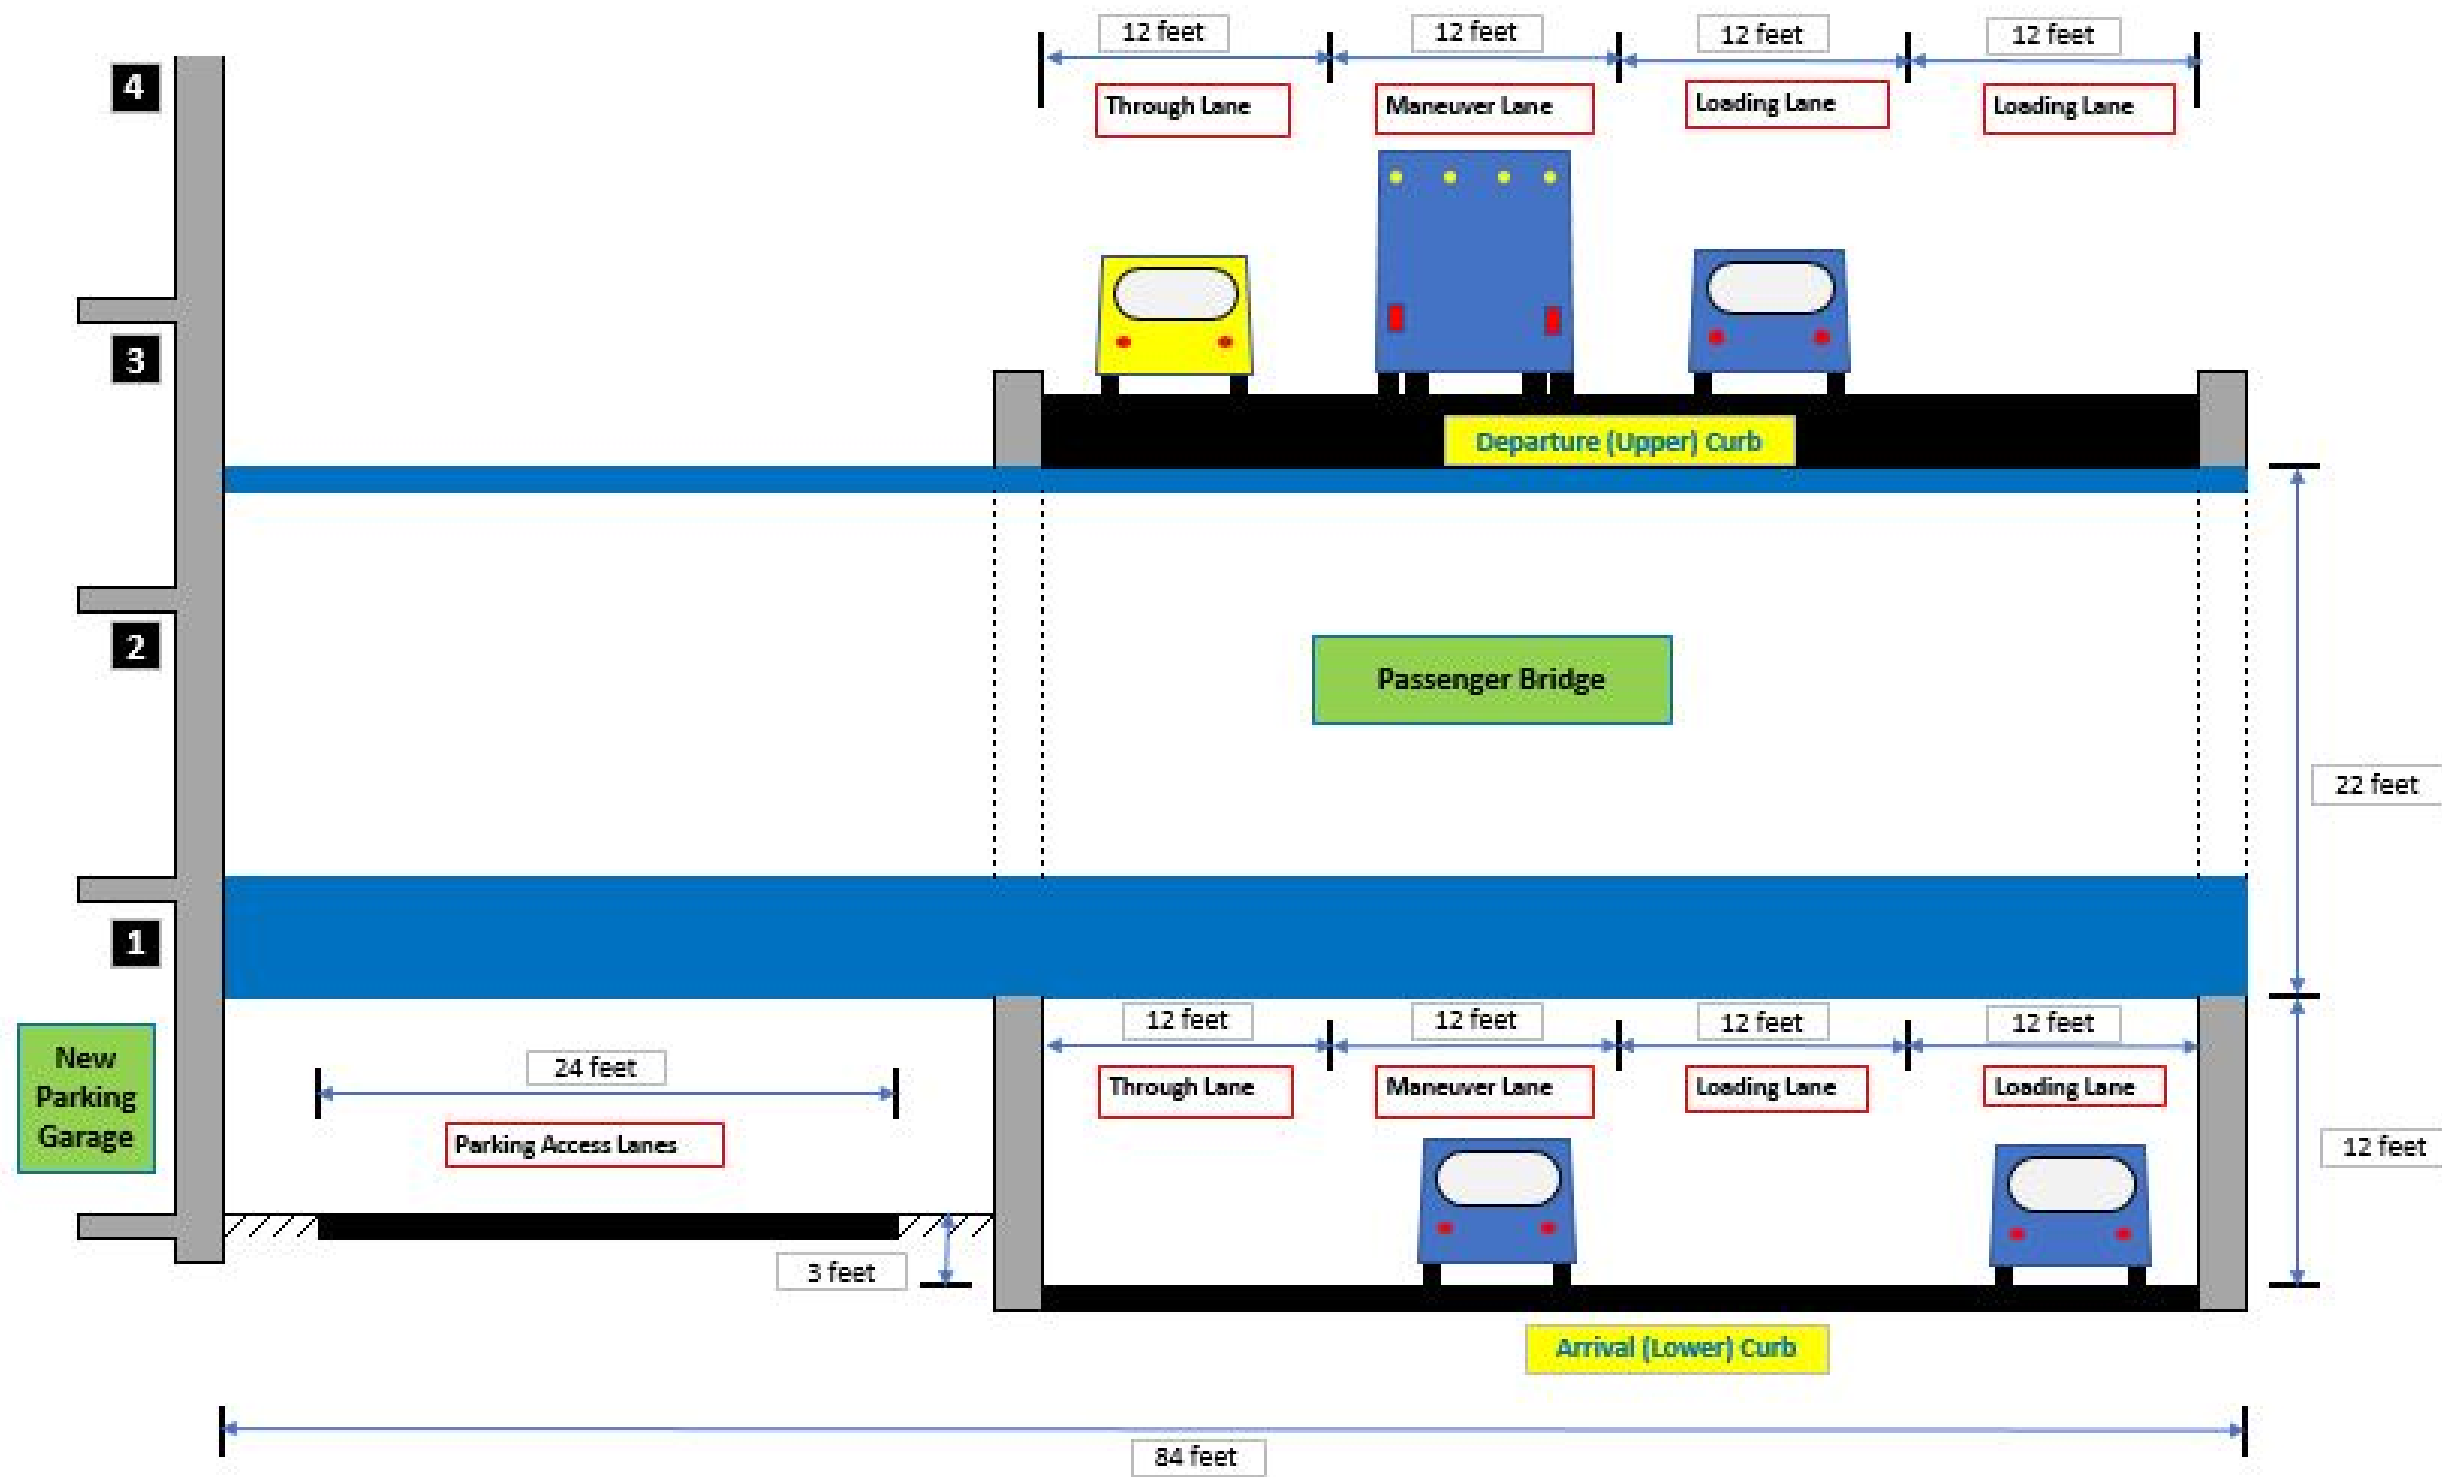 12 feet
12 feet
12 feet
12 feet
4
Through Lane
Maneuver Lane
Loading Lane
Loading Lane
3
Departure (Upper) Curb
2
Passenger Bridge
22 feet
1
12 feet
12 feet
12 feet
12 feet
New
Parking
Garage
24 feet
Through Lane
Maneuver Lane
Loading Lane
Loading Lane
Parking Access Lanes
12 feet
3 feet
Arrival (Lower) Curb
84 feet